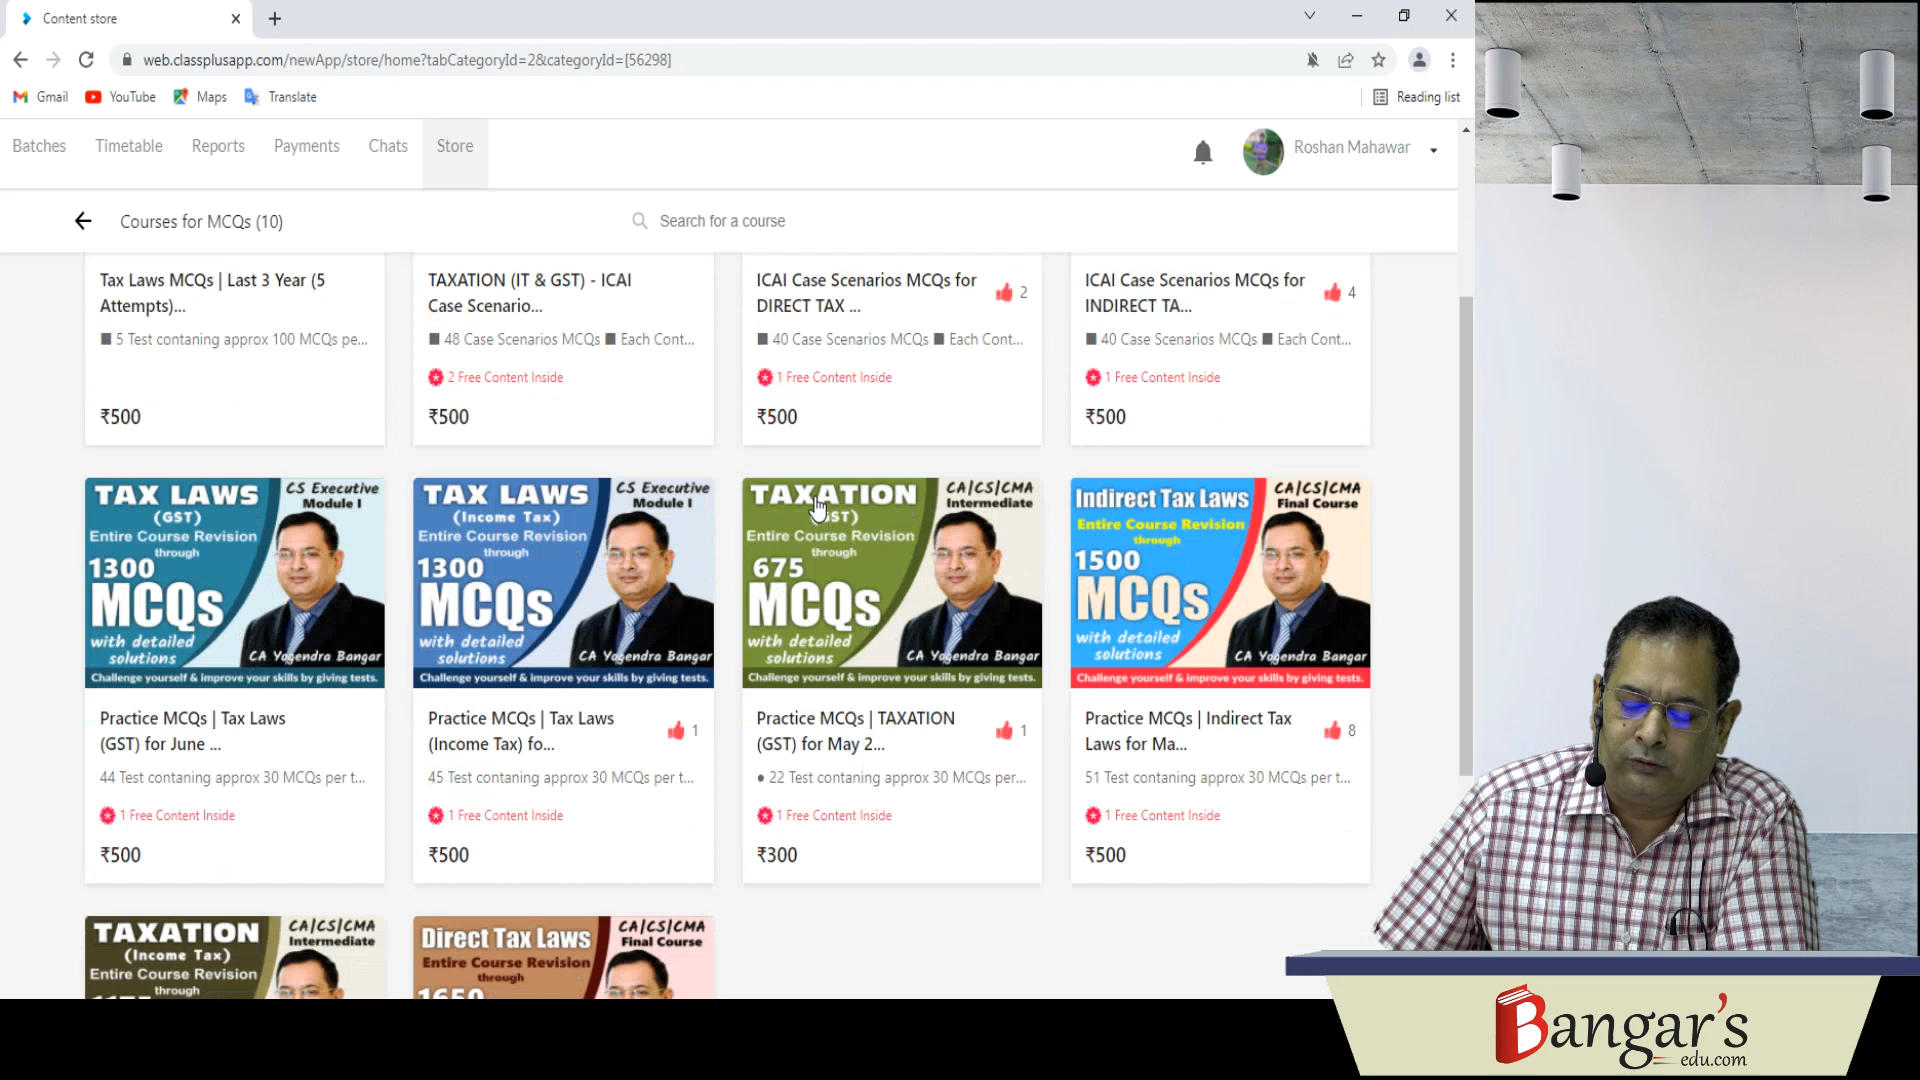 Content store
web.classplusapp.com/newApp/store/home?tabCategoryId=2&categoryId=[56298]
Gmail
YouTube
Maps
Translate
Reading list
Batches
Timetable
Reports
Payments
Chats
Store
Roshan Mahawar
Courses for MCQs (10)
Search for a course
Tax Laws MCQs | Last 3 Year (5
Attempts)...
■ 5 Test contaning approx 100 MCQs pe...
₹500
TAXATION (IT & GST) - ICAI
Case Scenario...
■ 48 Case Scenarios MCQs ■ Each Cont...
2 Free Content Inside
₹500
ICAI Case Scenarios MCQs for
DIRECT TAX ...
2
■ 40 Case Scenarios MCQs ■ Each Cont...
1 Free Content Inside
₹500
ICAI Case Scenarios MCQs for
INDIRECT TA...
4
■ 40 Case Scenarios MCQs ■ Each Cont...
1 Free Content Inside
₹500
TAX LAWS
(GST)
CS Executive
Module I
Entire Course Revision
through
1300
MCQs
with detailed
solutions
CA Yogendra Bangar
Challenge yourself & improve your skills by giving tests.
Practice MCQs | Tax Laws
(GST) for June ...
44 Test contaning approx 30 MCQs per t...
1 Free Content Inside
₹500
TAX LAWS
(Income Tax)
CS Executive
Module I
Entire Course Revision
through
1300
MCQs
with detailed
solutions
CA Yogendra Bangar
Challenge yourself & improve your skills by giving tests.
Practice MCQs | Tax Laws
(Income Tax) fo...
1
45 Test contaning approx 30 MCQs per t...
1 Free Content Inside
₹500
TAXATION
CA|CS|CMA
Intermediate
Entire Course Revision
through
675
MCQs
with detailed
solutions
CA Yogendra Bangar
Challenge yourself & improve your skills by giving tests.
Practice MCQs | TAXATION
(GST) for May 2...
1
● 22 Test contaning approx 30 MCQs per...
1 Free Content Inside
₹300
Indirect Tax Laws
CA|CS|CMA
Final Course
Entire Course Revision
through
1500
MCQs
with detailed
solutions
CA Yogendra Bangar
Challenge yourself & improve your skills by giving tests.
Practice MCQs | Indirect Tax
Laws for Ma...
8
51 Test contaning approx 30 MCQs per t...
1 Free Content Inside
₹500
TAXATION
(Income Tax)
CA|CS|CMA
Intermediate
Entire Course Revision
through
Direct Tax Laws
CA|CS|CMA
Final Course
Entire Course Revision
through
1650
Bangar's
edu.com